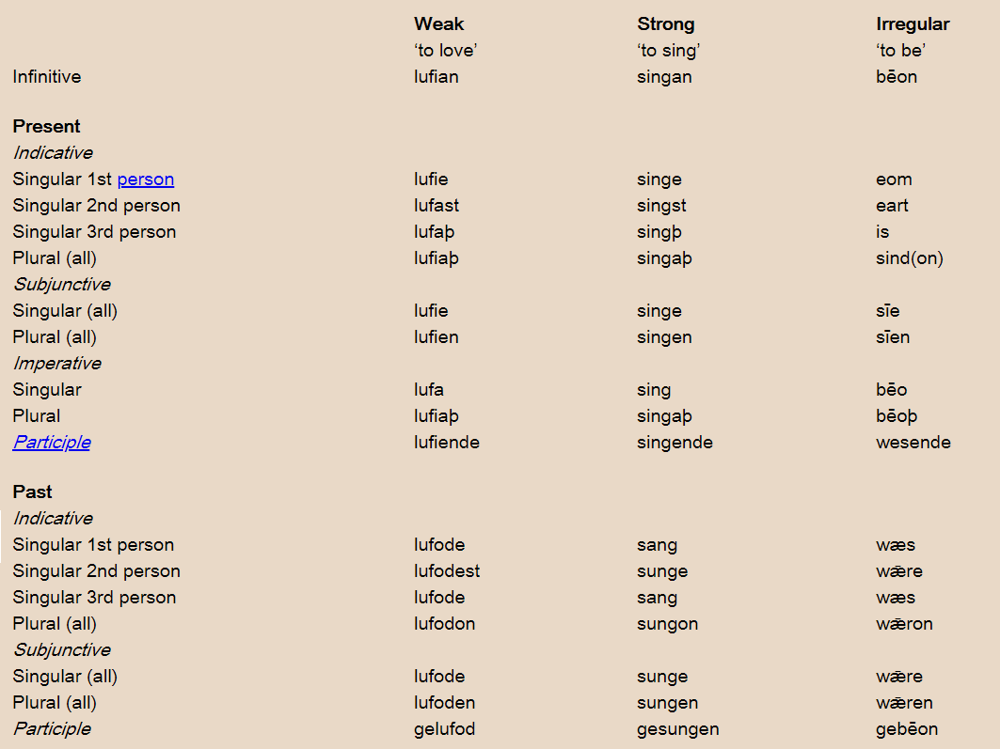 Weak Strong Irregular
‘to love’ ‘to sing’ ‘to be’
Infinitive lufian singan bēon
Present
Indicative
Singular 1st person lufie singe eom
Singular 2nd person lufast singst eart
Singular 3rd person lufaþ singþ is
Plural (all) lufiaþ singaþ sind(on)
Subjunctive
Singular (all) lufie singe sīe
Plural (all) lufien singen sīen
Imperative
Singular lufa sing bēo
Plural lufiaþ singaþ bēoþ
Participle lufiende singende wesende
Past
Indicative
Singular 1st person lufode sang wæs
Singular 2nd person lufodest sunge wǣre
Singular 3rd person lufode sang wæs
Plural (all) lufodon sungon wǣron
Subjunctive
Singular (all) lufode sunge wǣre
Plural (all) lufoden sungen wǣren
Participle gelufod gesungen gebēon